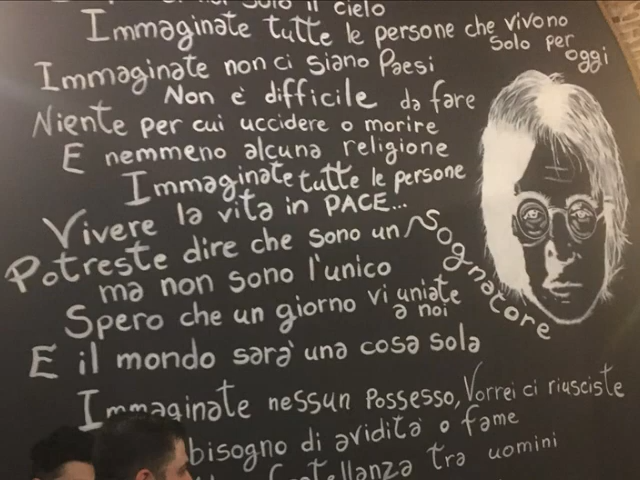 solo il cielo
Immaginate tutte le persone che vivono
solo per
oggi
Immaginate non ci siano Paesi
Non è difficile da fare
Niente per cui uccidere o morire
E nemmeno alcuna religione
Immaginate tutte le persone
Vivere la vita in PACE...
Potreste dire che sono un Sognatore
ma non sono l'unico
Spero che un giorno vi uniate
a noi
E il mondo sarà una cosa sola
Immaginate nessun Possesso, Vorrei ci riusciste
bisogno di avidità o fame
tra uomini